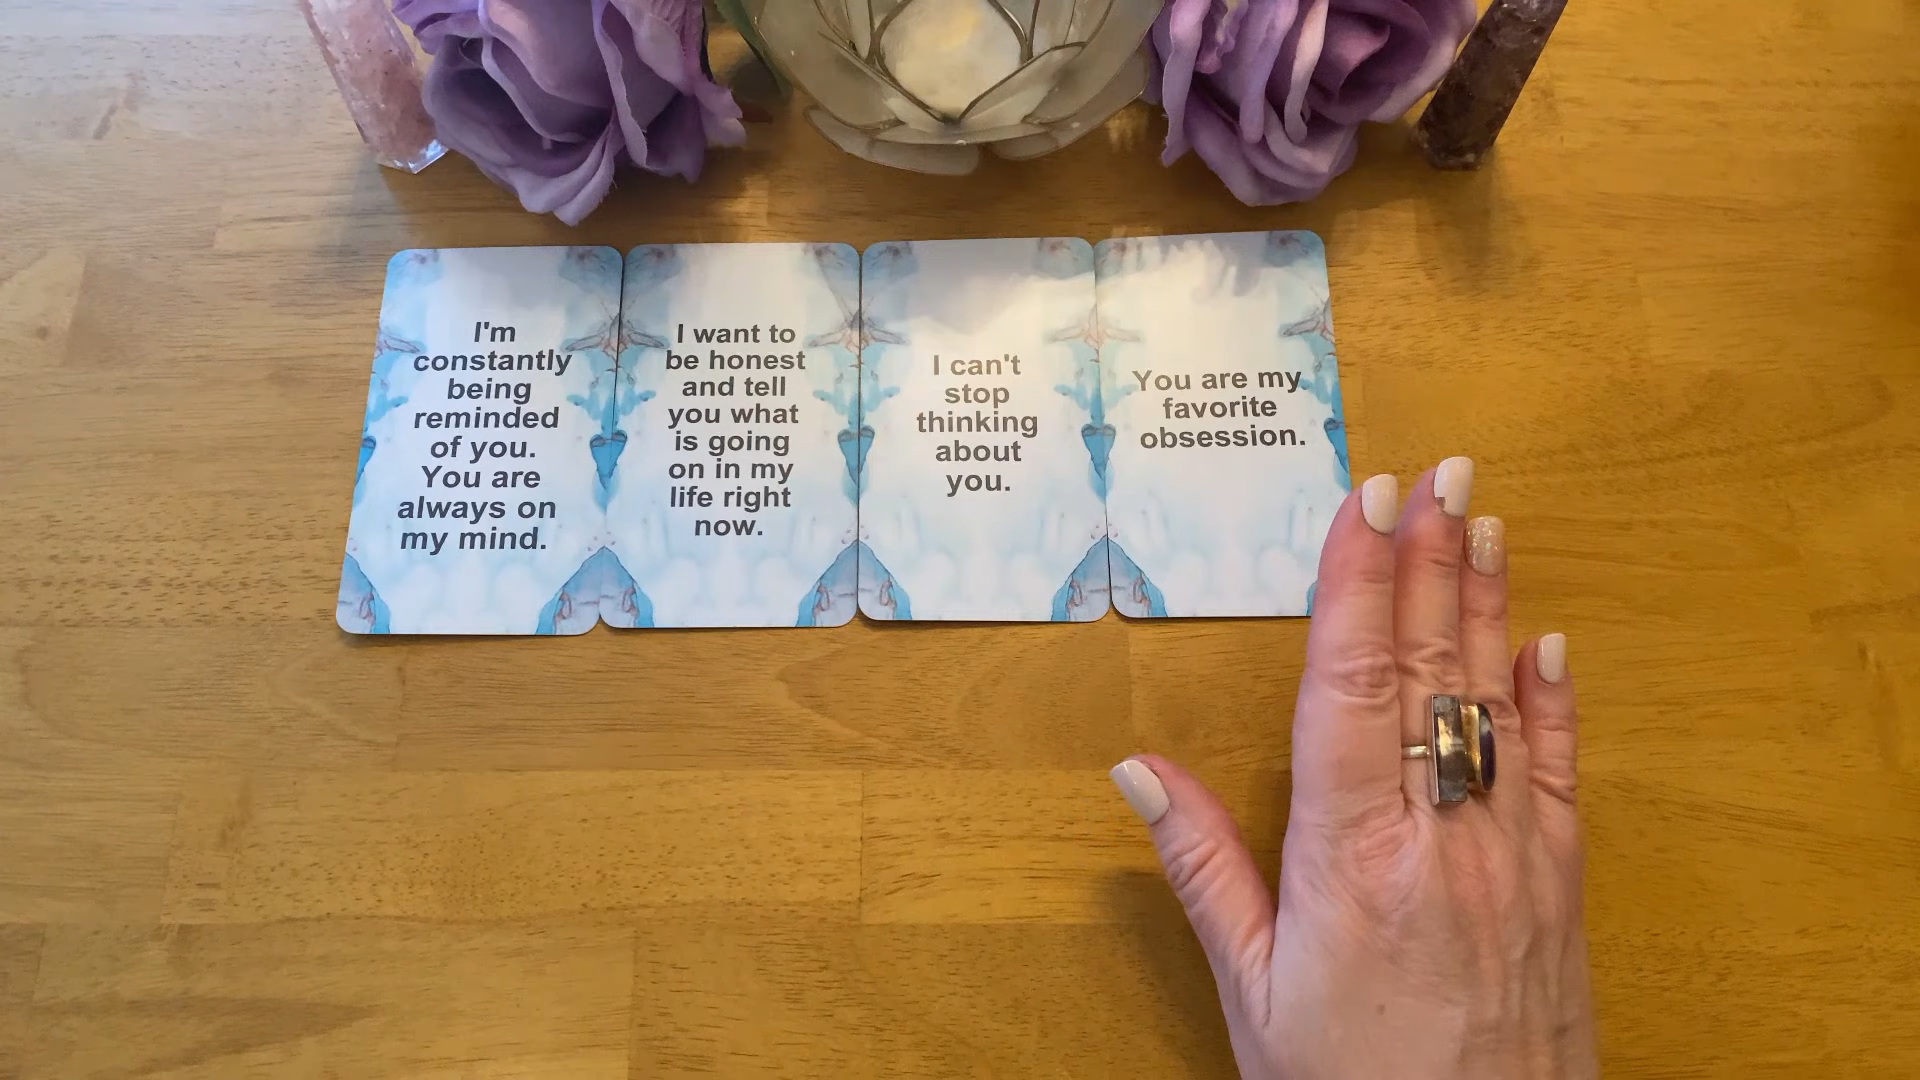 I'm
constantly
being
reminded
of you.
You are
always on
my mind.
I want to
be honest
and tell
you what
is going
on in my
life right
now.
I can't
stop
thinking
about
you.
You are my
favorite
obsession.